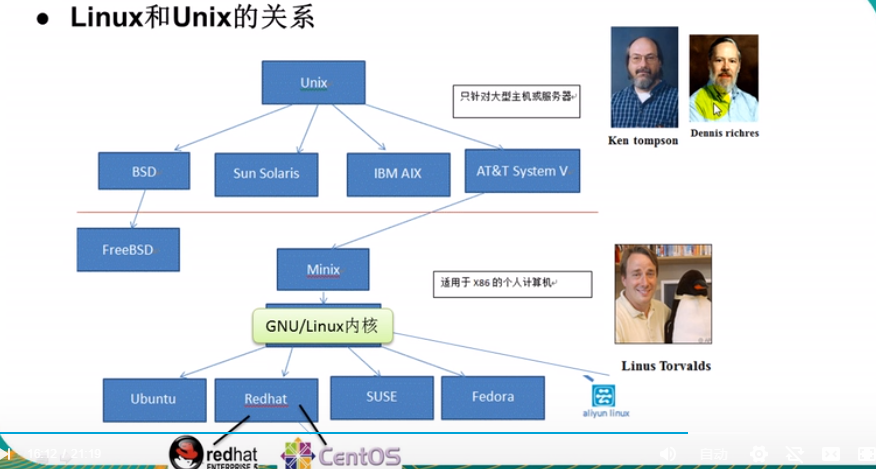 Linux和Unix的关系
Unix
只针对大型主机或服务器
Ken tompson
Dennis richres
BSD
Sun Solaris
IBM AIX
AT&T System V
FreeBSD
Minix
适用于 X86 的个人计算机
GNU/Linux内核
Linus Torvalds
Ubuntu
Redhat
SUSE
Fedora
aliyun linux
redhat
ENTERPRISE 5
CentOS
16:12 / 21:19
自动